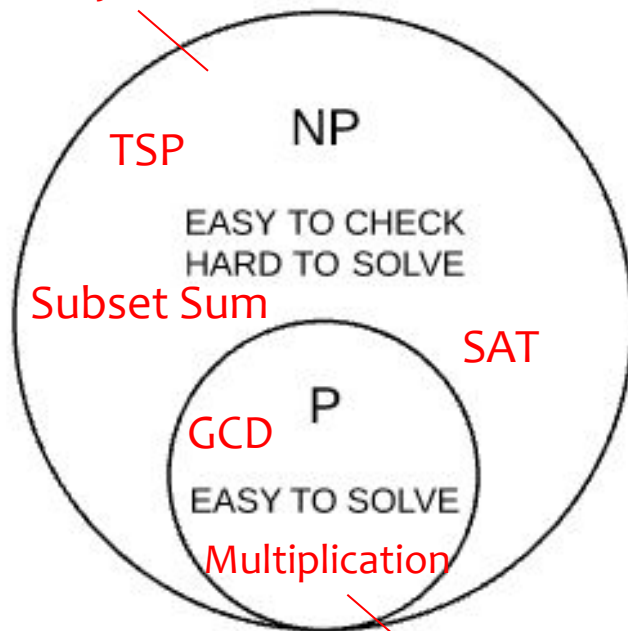 TSP
NP
EASY TO CHECK
HARD TO SOLVE
Subset Sum
SAT
P
GCD
EASY TO SOLVE
Multiplication